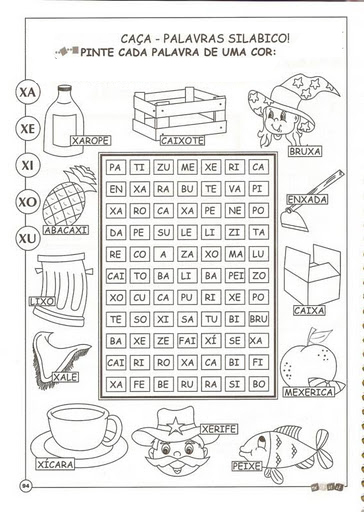 CAÇA - PALAVRAS SILABICO!
PINTE CADA PALAVRA DE UMA COR:
XA
XE
XI
XO
XU
XAROPE
CAIXOTE
BRUXA
ENXADA
ABACAXI
LIXO
CAIXA
XALE
MEXERICA
XÍCARA
XERIFE
PEIXE
PA TI ZU ME XE RI CA
EN XA RA BU TE VA PI
XA RO CA XA PE NE PO
DA PE SU LE LI ZI TA
RE CO A ZA XO MA LU
CAI TO BA LI BA PEI ZO
XO CU CA PU RI XE PO
TE SO XI SA TU BI BRU
BA XE ZE FAI XÍ SE XA
CAI RI RO XA CA BI FI
XA FE BE RU RA SI BO
94